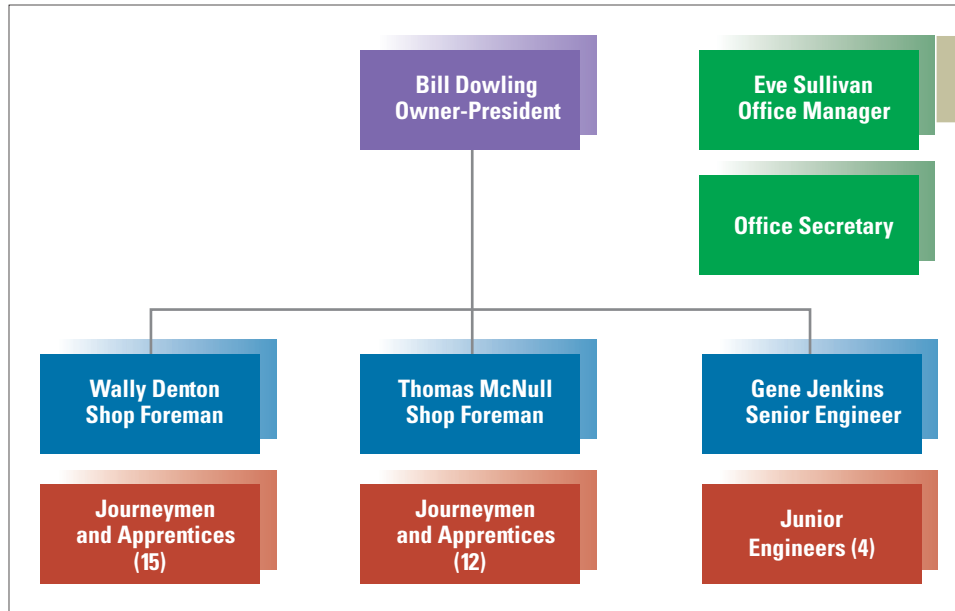 Bill Dowling
Owner-President
Eve Sullivan
Office Manager
Office Secretary
Wally Denton
Shop Foreman
Thomas McNull
Shop Foreman
Gene Jenkins
Senior Engineer
Journeymen
and Apprentices
(15)
Journeymen
and Apprentices
(12)
Junior
Engineers (4)